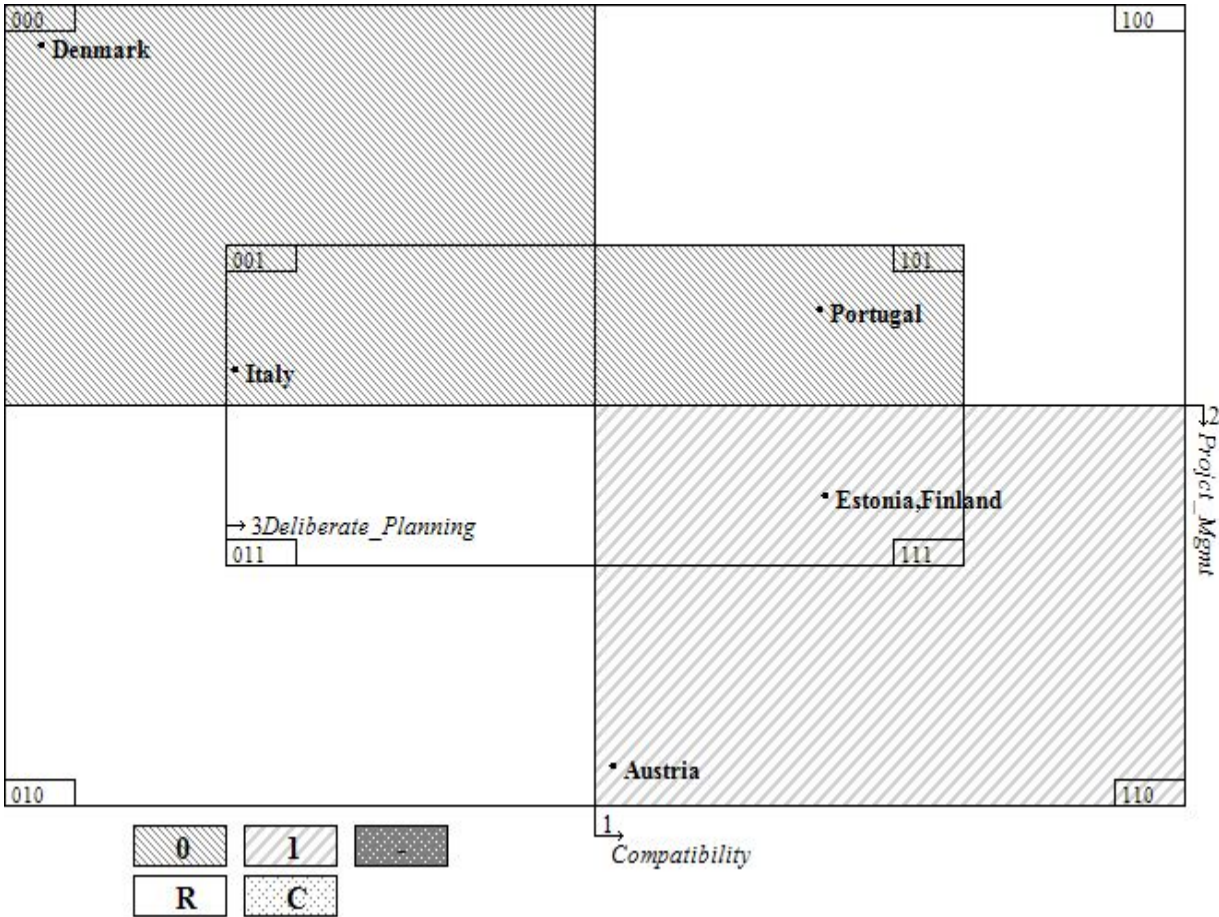 000
100
Denmark
001
101
Portugal
Italy
2
Projct_Mgmt
Estonia,Finland
3Deliberate_Planning
011
111
Austria
010
110
1
Compatibility
0
1
-
R
C